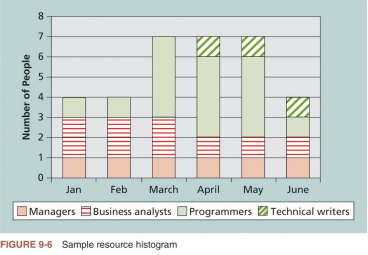 8
7
6
5
4
3
2
1
0
Number of People
Jan Feb March April May June
Managers Business analysts Programmers Technical writers
FIGURE 9-6 Sample resource histogram